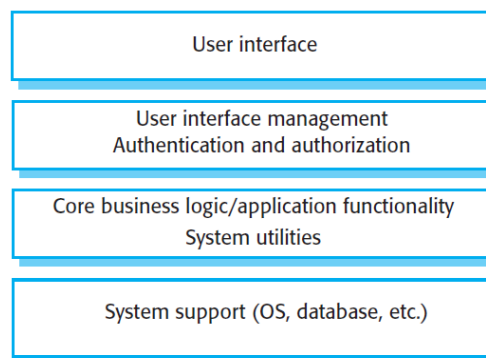 User interface
User interface management
Authentication and authorization
Core business logic/application functionality
System utilities
System support (OS, database, etc.)